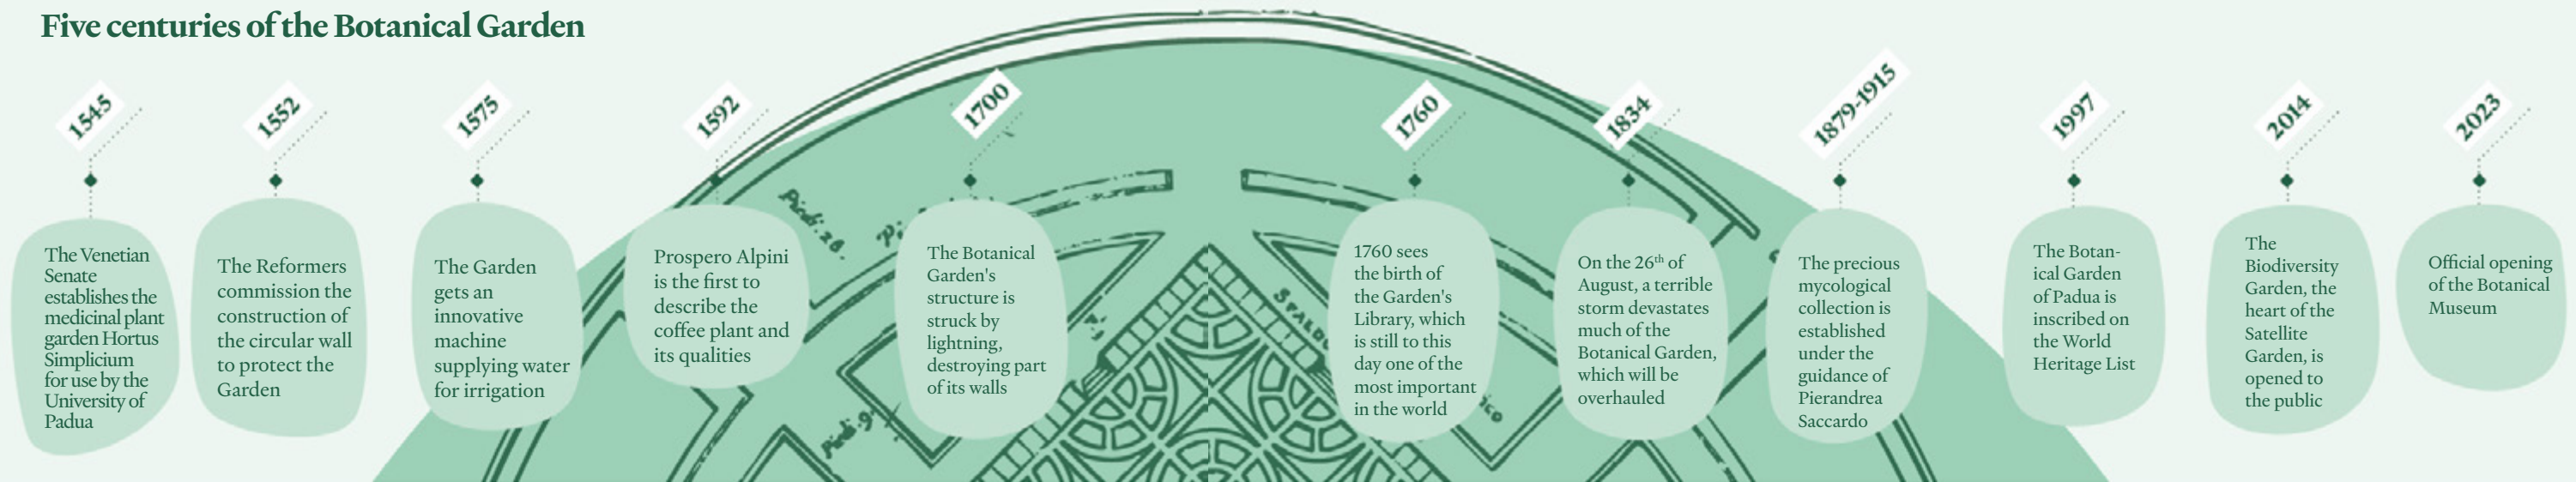 Five centuries of the Botanical Garden
1545
The Venetian
Senate
establishes the
medicinal plant
garden Hortus
Simplicium
for use by the
University of
Padua
1552
The Reformers
commission the
construction of
the circular wall
to protect the
Garden
1575
The Garden
gets an
innovative
machine
supplying water
for irrigation
1592
Prospero Alpini
is the first to
describe the
coffee plant and
its qualities
1700
The Botanical
Garden's
structure is
struck by
lightning,
destroying part
of its walls
1760
1760 sees
the birth of
the Garden's
Library, which
is still to this
day one of the
most important
in the world
1834
On the 26th of
August, a terrible
storm devastates
much of the
Botanical Garden,
which will be
overhauled
1879-1915
The precious
mycological
collection is
established
under the
guidance of
Pierandrea
Saccardo
1997
The Botan-
ical Garden
of Padua is
inscribed on
the World
Heritage List
2014
The
Biodiversity
Garden, the
heart of the
Satellite
Garden, is
opened to
the public
2023
Official opening
of the Botanical
Museum
Piedi. 26.